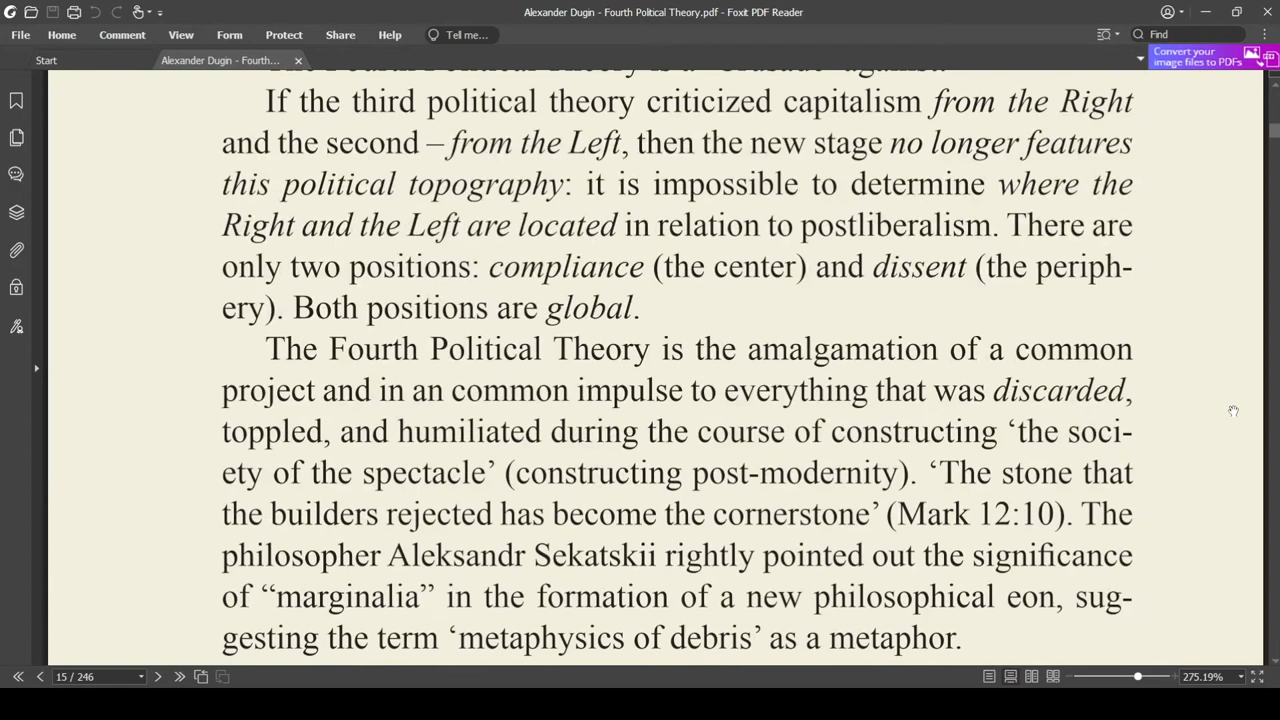 Alexander Dugin - Fourth Political Theory.pdf - Foxit PDF Reader
File Home Comment View Form Protect Share Help Tell me... Find
Start Alexander Dugin - Fourth... Convert your
image files to PDFs
If the third political theory criticized capitalism from the Right
and the second – from the Left, then the new stage no longer features
this political topography: it is impossible to determine where the
Right and the Left are located in relation to postliberalism. There are
only two positions: compliance (the center) and dissent (the periph-
ery). Both positions are global.
The Fourth Political Theory is the amalgamation of a common
project and in an common impulse to everything that was discarded,
toppled, and humiliated during the course of constructing ‘the soci-
ety of the spectacle’ (constructing post-modernity). ‘The stone that
the builders rejected has become the cornerstone’ (Mark 12:10). The
philosopher Aleksandr Sekatskii rightly pointed out the significance
of “marginalia” in the formation of a new philosophical eon, sug-
gesting the term ‘metaphysics of debris’ as a metaphor.
15 / 246 275.19%